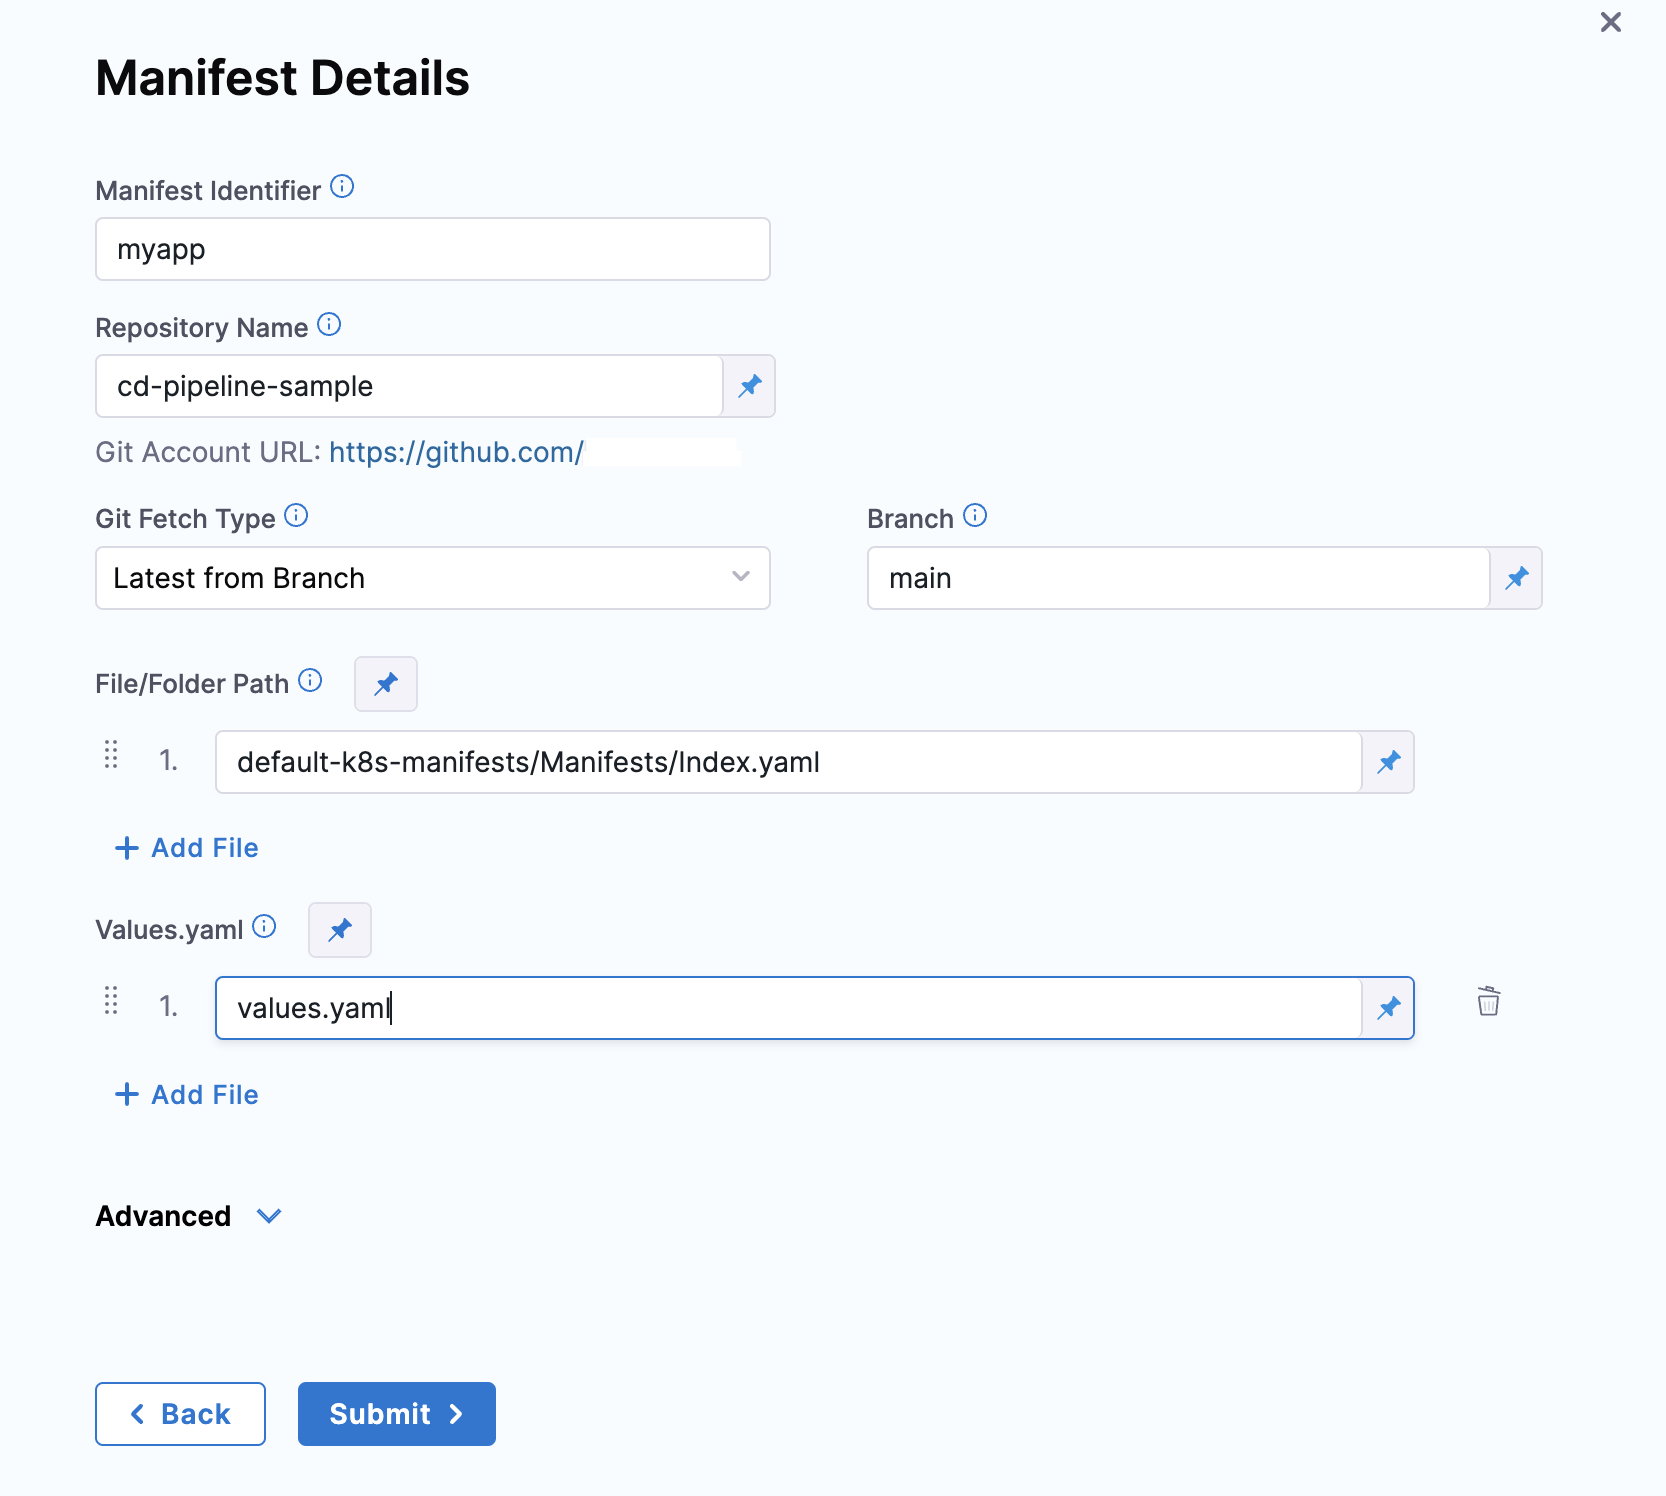 Manifest Details
Manifest Identifier
myapp
Repository Name
cd-pipeline-sample
Git Account URL: https://github.com/
Git Fetch Type
Branch
Latest from Branch
main
File/Folder Path
1.
default-k8s-manifests/Manifests/Index.yaml
+ Add File
Values.yaml
1.
values.yaml
+ Add File
Advanced
Back
Submit